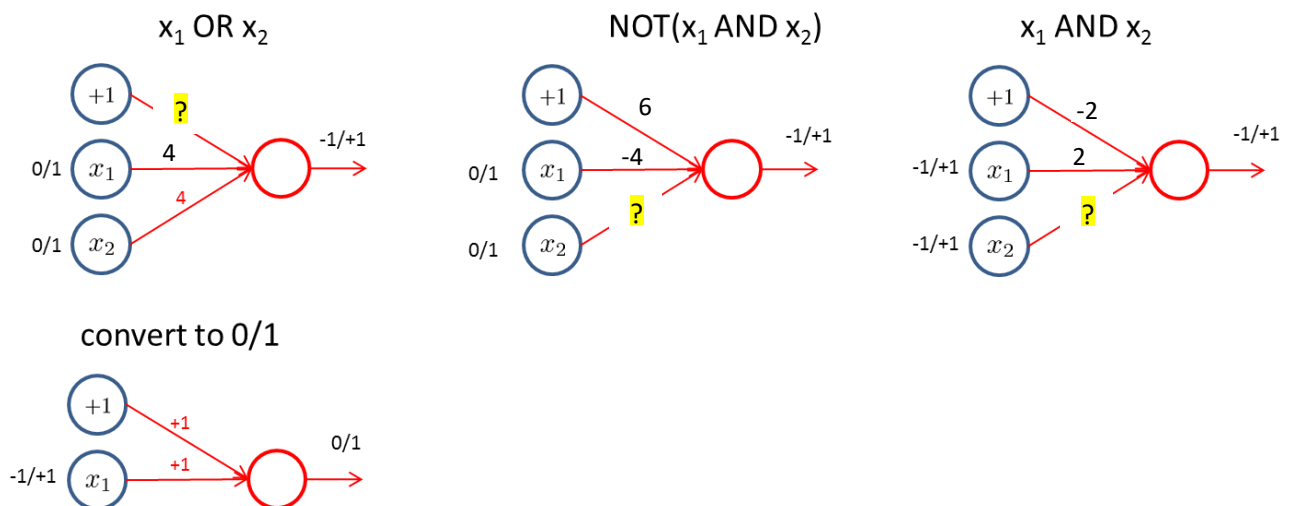 x₁ OR x₂
+1
?
0/1 x₁ 4
-1/+1
4
0/1 x₂
NOT(x₁ AND x₂)
+1
6
0/1 x₁ -4
-1/+1
?
0/1 x₂
x₁ AND x₂
+1
-2
-1/+1 x₁ 2
-1/+1
?
-1/+1 x₂
convert to 0/1
+1
+1
-1/+1 x₁ +1
0/1